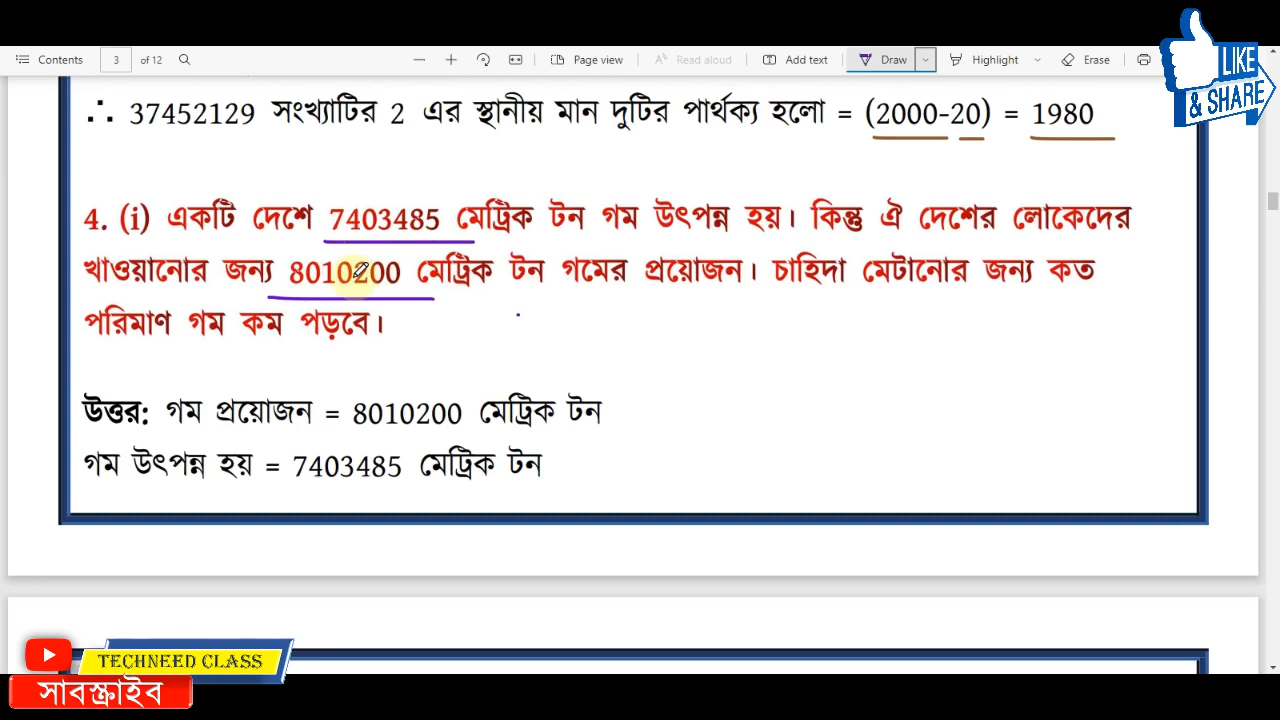 Contents 3 of 12 Page view Read aloud Add text Draw Highlight Erase
LIKE
& SHARE
∴ 37452129 সংখ্যাটির 2 এর স্থানীয় মান দুটির পার্থক্য হলো = (2000-20) = 1980
4. (i) একটি দেশে 7403485 মেট্রিক টন গম উৎপন্ন হয়। কিন্তু ঐ দেশের লোকেদের
খাওয়ানোর জন্য 8010200 মেট্রিক টন গমের প্রয়োজন। চাহিদা মেটানোর জন্য কত
পরিমাণ গম কম পড়বে।
উত্তর: গম প্রয়োজন = 8010200 মেট্রিক টন
গম উৎপন্ন হয় = 7403485 মেট্রিক টন
TECHNEED CLASS
সাবস্ক্রাইব